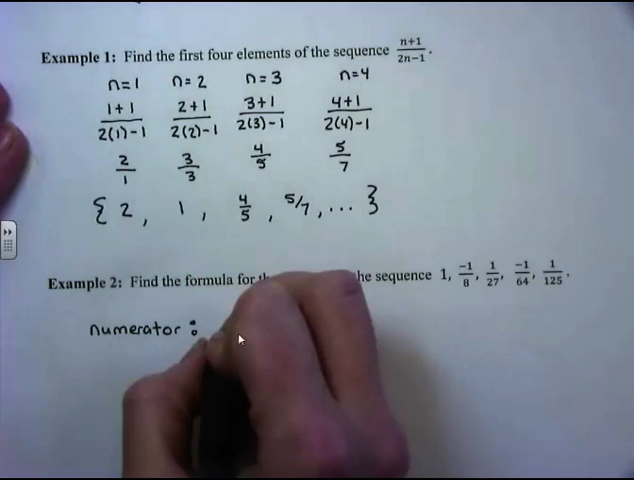 Example 1: Find the first four elements of the sequence (n+1)/(2n−1).
n=1 n=2 n=3 n=4
(1+1)/(2(1)-1) (2+1)/(2(2)-1) (3+1)/(2(3)-1) (4+1)/(2(4)-1)
2/1 3/3 4/5 5/7
{ 2, 1, 4/5, 5/7, ... }
Example 2: Find the formula for the sequence 1, −1/8, 1/27, −1/64, 1/125.
numerator: